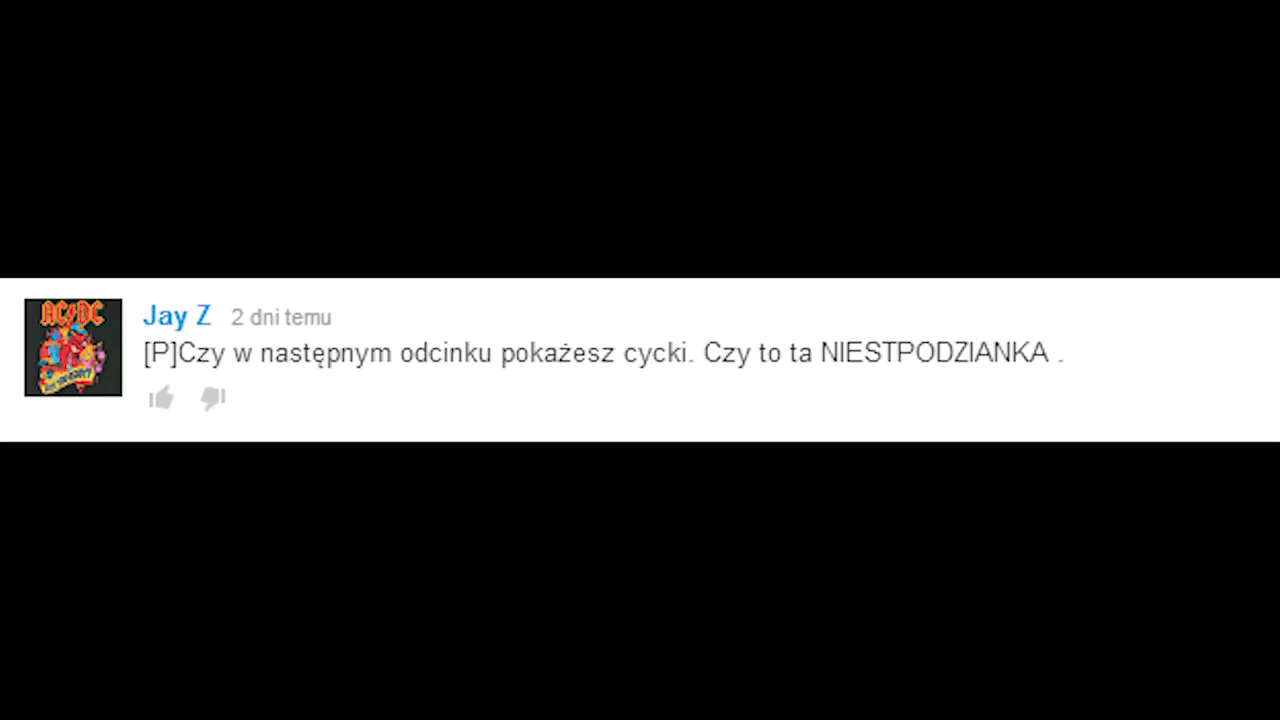 AC/DC
Jay Z 2 dni temu
[P]Czy w następnym odcinku pokażesz cycki. Czy to ta NIESTPODZIANKA .